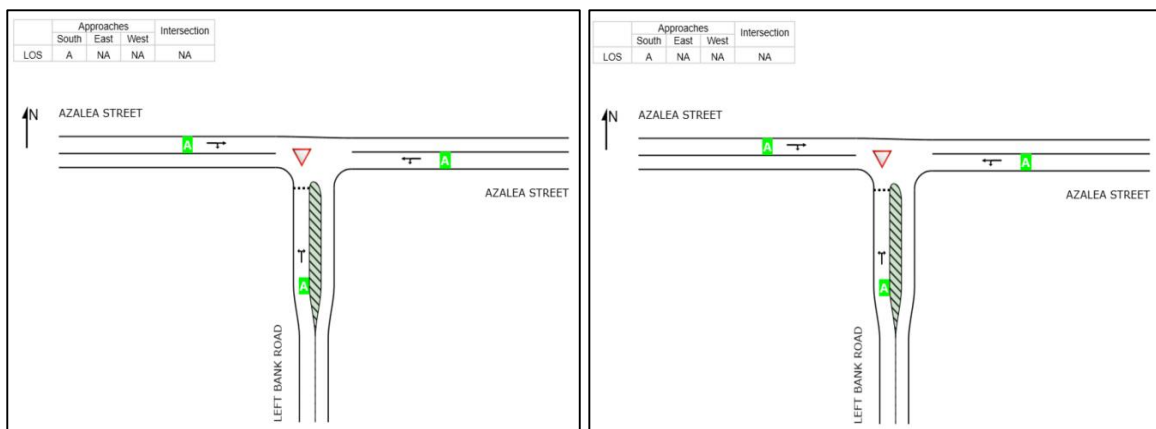 Approaches Intersection
South East West
LOS A NA NA NA
N AZALEA STREET
A
A
AZALEA STREET
A
LEFT BANK ROAD
Approaches Intersection
South East West
LOS A NA NA NA
N AZALEA STREET
A
A
AZALEA STREET
A
LEFT BANK ROAD